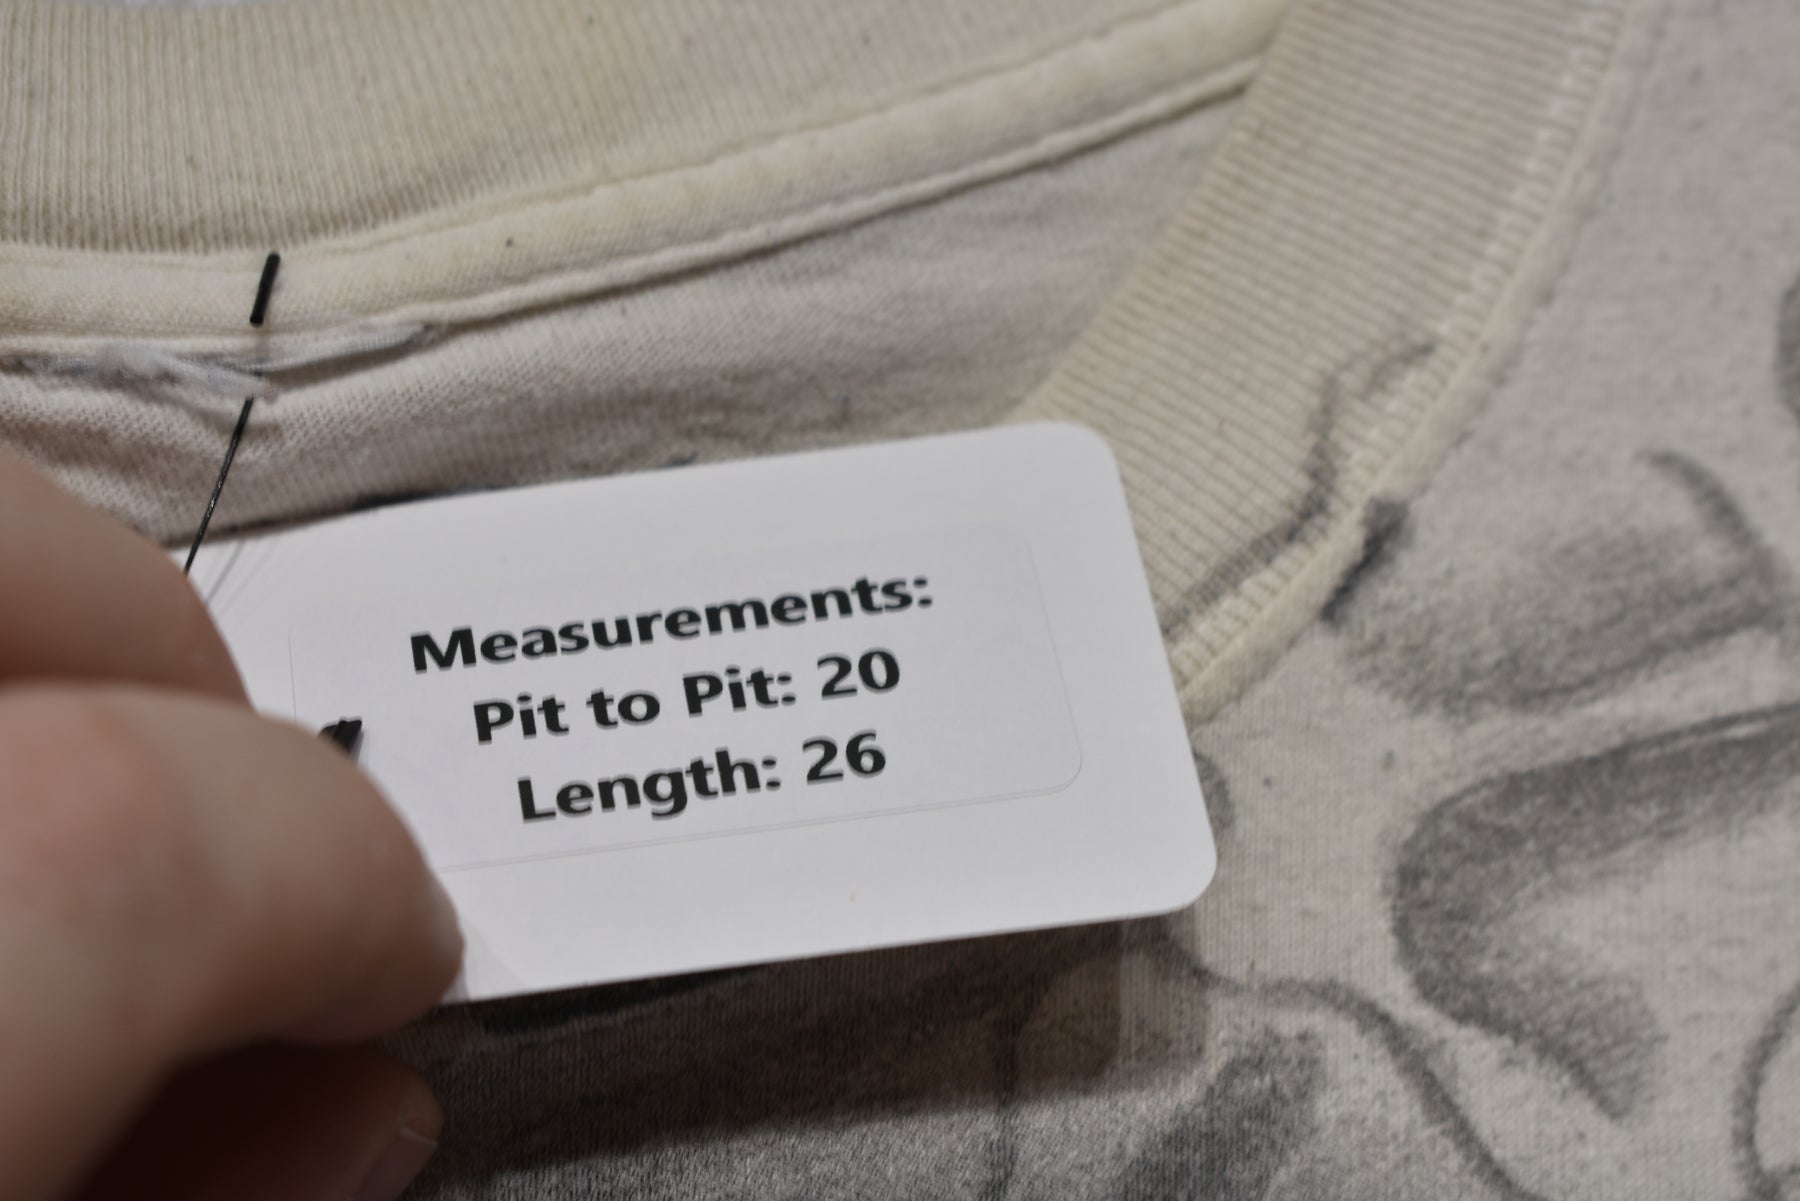 Measurements:
Pit to Pit: 20
Length: 26